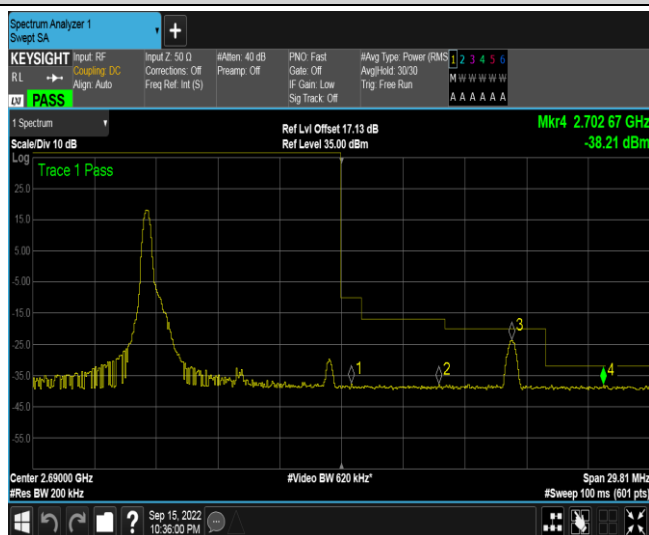 Spectrum Analyzer 1
Swept SA
+
KEYSIGHT
RL
LXI PASS
Input: RF
Coupling: DC
Align: Auto
Input Z: 50 Ω
Corrections: Off
Freq Ref: Int (S)
#Atten: 40 dB
Preamp: Off
PNO: Fast
Gate: Off
IF Gain: Low
Sig Track: Off
#Avg Type: Power (RMS
Avg|Hold: 30/30
Trig: Free Run
1 2 3 4 5 6
M W W W W W
A A A A A A
1 Spectrum
Scale/Div 10 dB
Ref Lvl Offset 17.13 dB
Ref Level 35.00 dBm
Mkr4 2.702 67 GHz
-38.21 dBm
Log
Trace 1 Pass
25.0
15.0
5.00
-5.00
-15.0
-25.0
-35.0
-45.0
-55.0
1
2
3
4
Center 2.69000 GHz
#Res BW 200 kHz
#Video BW 620 kHz*
Span 29.81 MHz
#Sweep 100 ms (601 pts)
?
Sep 15, 2022
10:36:00 PM